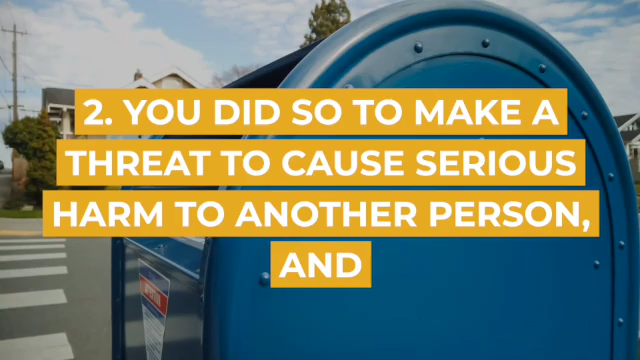 2. YOU DID SO TO MAKE A
THREAT TO CAUSE SERIOUS
HARM TO ANOTHER PERSON,
AND